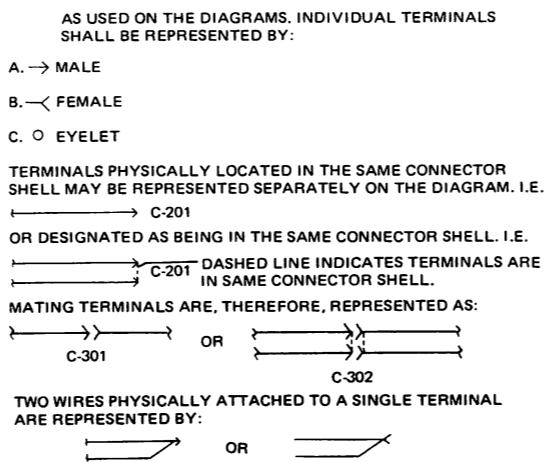 AS USED ON THE DIAGRAMS. INDIVIDUAL TERMINALS
SHALL BE REPRESENTED BY:
A. MALE
B. FEMALE
C. EYELET
TERMINALS PHYSICALLY LOCATED IN THE SAME CONNECTOR
SHELL MAY BE REPRESENTED SEPARATELY ON THE DIAGRAM. I.E.
C-201
OR DESIGNATED AS BEING IN THE SAME CONNECTOR SHELL. I.E.
C-201 DASHED LINE INDICATES TERMINALS ARE
IN SAME CONNECTOR SHELL.
MATING TERMINALS ARE, THEREFORE, REPRESENTED AS:
OR
C-301
C-302
TWO WIRES PHYSICALLY ATTACHED TO A SINGLE TERMINAL
ARE REPRESENTED BY:
OR